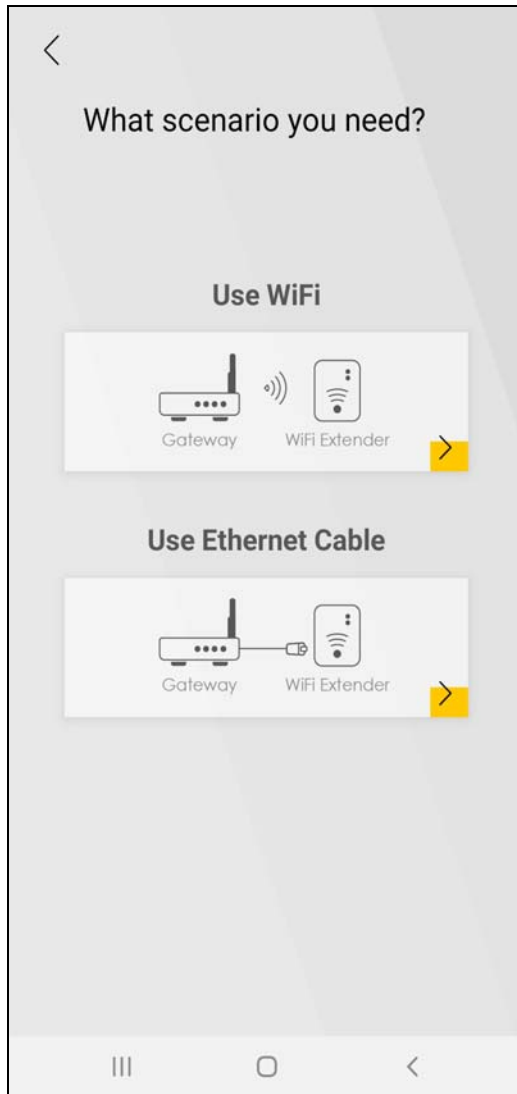 What scenario you need?
Use WiFi
Gateway WiFi Extender
Use Ethernet Cable
Gateway WiFi Extender